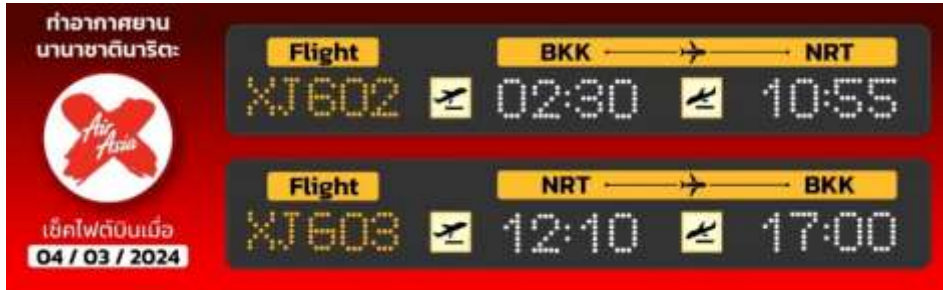 ท่าอากาศยาน
นานาชาตินาริตะ
Air
Asia
เช็คไฟต์บินเมื่อ
04 / 03 / 2024
Flight BKK NRT
XJ602 02:30 10:55
Flight NRT BKK
XJ603 12:10 17:00